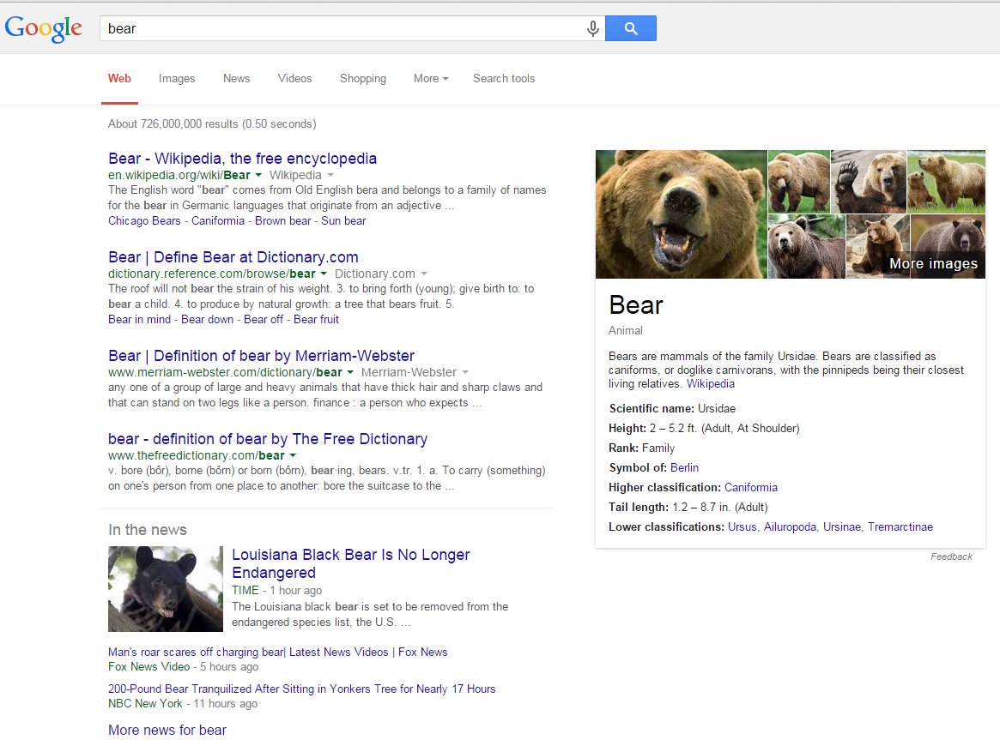 Google
bear
Web Images News Videos Shopping More Search tools
About 726,000,000 results (0.50 seconds)
Bear - Wikipedia, the free encyclopedia
en.wikipedia.org/wiki/Bear Wikipedia
The English word "bear" comes from Old English bera and belongs to a family of names
for the bear in Germanic languages that originate from an adjective ...
Chicago Bears - Caniformia - Brown bear - Sun bear
Bear | Define Bear at Dictionary.com
dictionary.reference.com/browse/bear Dictionary.com
The roof will not bear the strain of his weight. 3. to bring forth (young); give birth to: to
bear a child. 4. to produce by natural growth: a tree that bears fruit. 5.
Bear in mind - Bear down - Bear off - Bear fruit
Bear | Definition of bear by Merriam-Webster
www.merriam-webster.com/dictionary/bear Merriam-Webster
any one of a group of large and heavy animals that have thick hair and sharp claws and
that can stand on two legs like a person. finance : a person who expects ...
bear - definition of bear by The Free Dictionary
www.thefreedictionary.com/bear
v. bore (bôr), borne (bôrn) or born (bôrn), bear·ing, bears. v.tr. 1. a. To carry (something)
on one's person from one place to another: bore the suitcase to the ...
In the news
Louisiana Black Bear Is No Longer
Endangered
TIME - 1 hour ago
The Louisiana black bear is set to be removed from the
endangered species list, the U.S. ...
Man's roar scares off charging bear| Latest News Videos | Fox News
Fox News Video - 5 hours ago
200-Pound Bear Tranquilized After Sitting in Yonkers Tree for Nearly 17 Hours
NBC New York - 11 hours ago
More news for bear
More images
Bear
Animal
Bears are mammals of the family Ursidae. Bears are classified as
caniforms, or doglike carnivorans, with the pinnipeds being their closest
living relatives. Wikipedia
Scientific name: Ursidae
Height: 2 – 5.2 ft. (Adult, At Shoulder)
Rank: Family
Symbol of: Berlin
Higher classification: Caniformia
Tail length: 1.2 – 8.7 in. (Adult)
Lower classifications: Ursus, Ailuropoda, Ursinae, Tremarctinae
Feedback